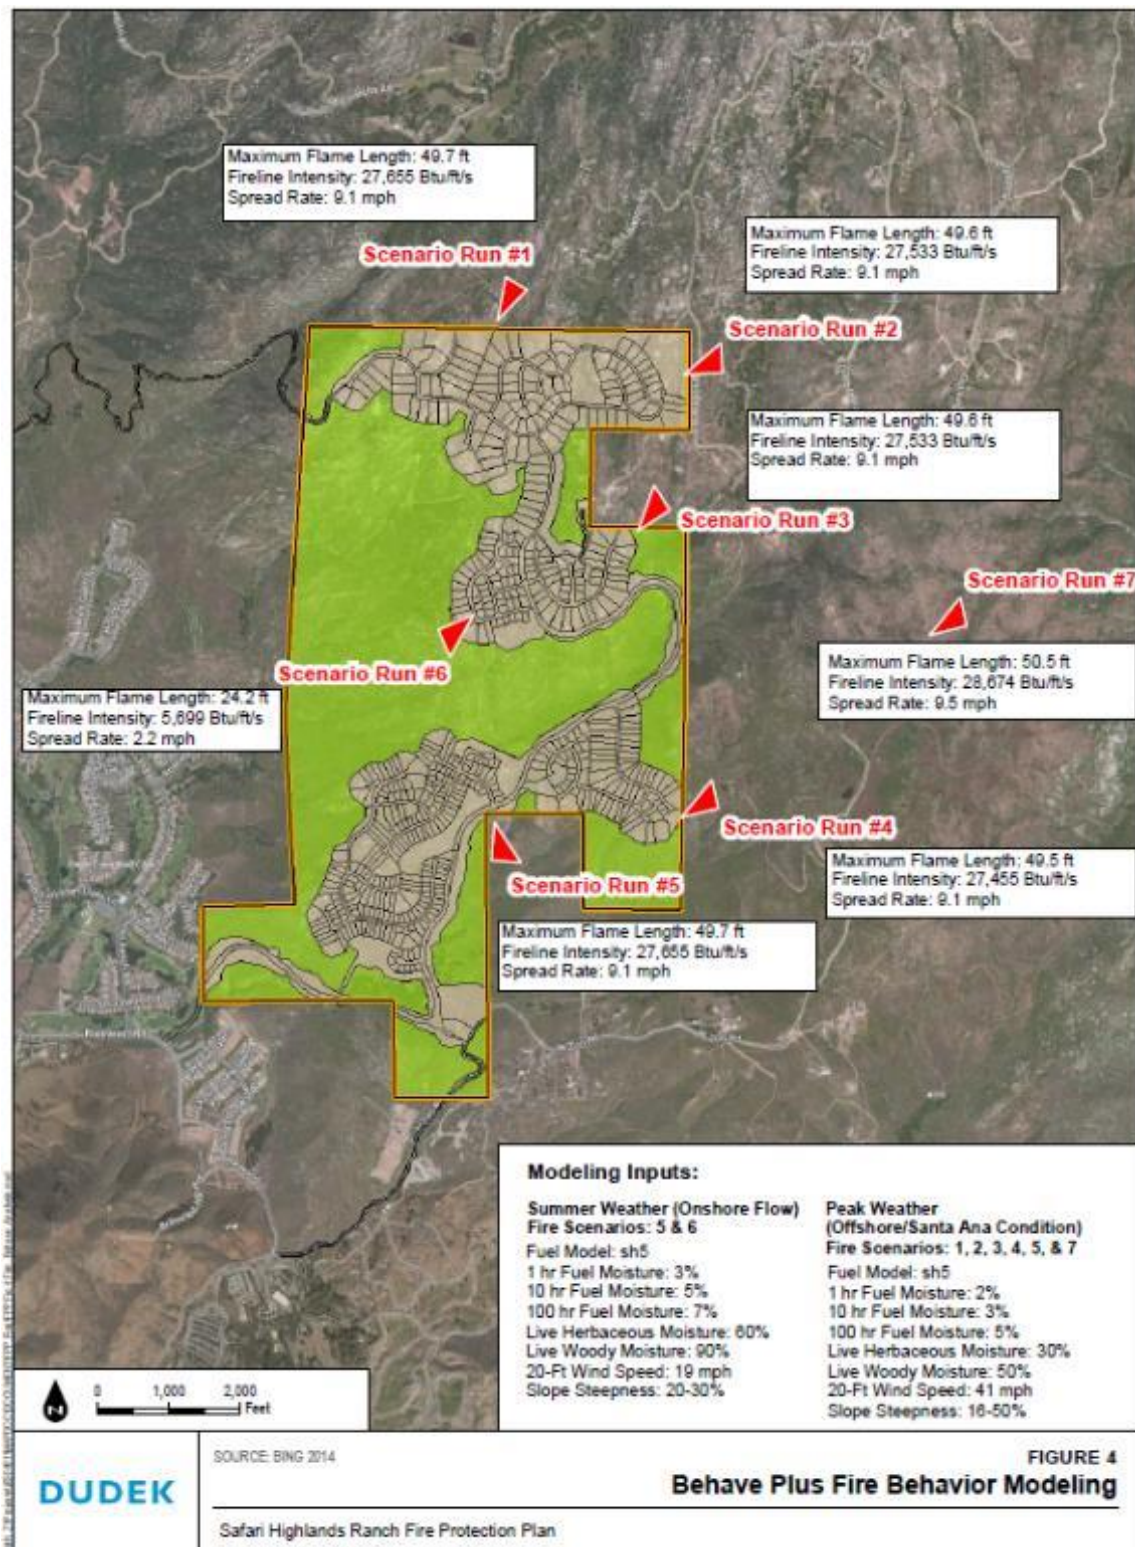 Maximum Flame Length: 49.7 ft
Fireline Intensity: 27,655 Btu/ft/s
Spread Rate: 9.1 mph
Scenario Run #1
Maximum Flame Length: 49.6 ft
Fireline Intensity: 27,533 Btu/ft/s
Spread Rate: 9.1 mph
Scenario Run #2
Maximum Flame Length: 49.6 ft
Fireline Intensity: 27,533 Btu/ft/s
Spread Rate: 9.1 mph
Scenario Run #3
Scenario Run #7
Maximum Flame Length: 50.5 ft
Fireline Intensity: 28,674 Btu/ft/s
Spread Rate: 9.5 mph
Scenario Run #6
Maximum Flame Length: 24.2 ft
Fireline Intensity: 5,699 Btu/ft/s
Spread Rate: 2.2 mph
Scenario Run #4
Maximum Flame Length: 49.5 ft
Fireline Intensity: 27,455 Btu/ft/s
Spread Rate: 9.1 mph
Scenario Run #5
Maximum Flame Length: 49.7 ft
Fireline Intensity: 27,655 Btu/ft/s
Spread Rate: 9.1 mph
Modeling Inputs:
Summer Weather (Onshore Flow)
Fire Scenarios: 5 & 6
Fuel Model: sh5
1 hr Fuel Moisture: 3%
10 hr Fuel Moisture: 5%
100 hr Fuel Moisture: 7%
Live Herbaceous Moisture: 60%
Live Woody Moisture: 90%
20-Ft Wind Speed: 19 mph
Slope Steepness: 20-30%
Peak Weather
(Offshore/Santa Ana Condition)
Fire Scenarios: 1, 2, 3, 4, 5, & 7
Fuel Model: sh5
1 hr Fuel Moisture: 2%
10 hr Fuel Moisture: 3%
100 hr Fuel Moisture: 5%
Live Herbaceous Moisture: 30%
Live Woody Moisture: 50%
20-Ft Wind Speed: 41 mph
Slope Steepness: 16-50%
N
0 1,000 2,000
Feet
DUDEK
SOURCE: BING 2014
FIGURE 4
Behave Plus Fire Behavior Modeling
Safari Highlands Ranch Fire Protection Plan